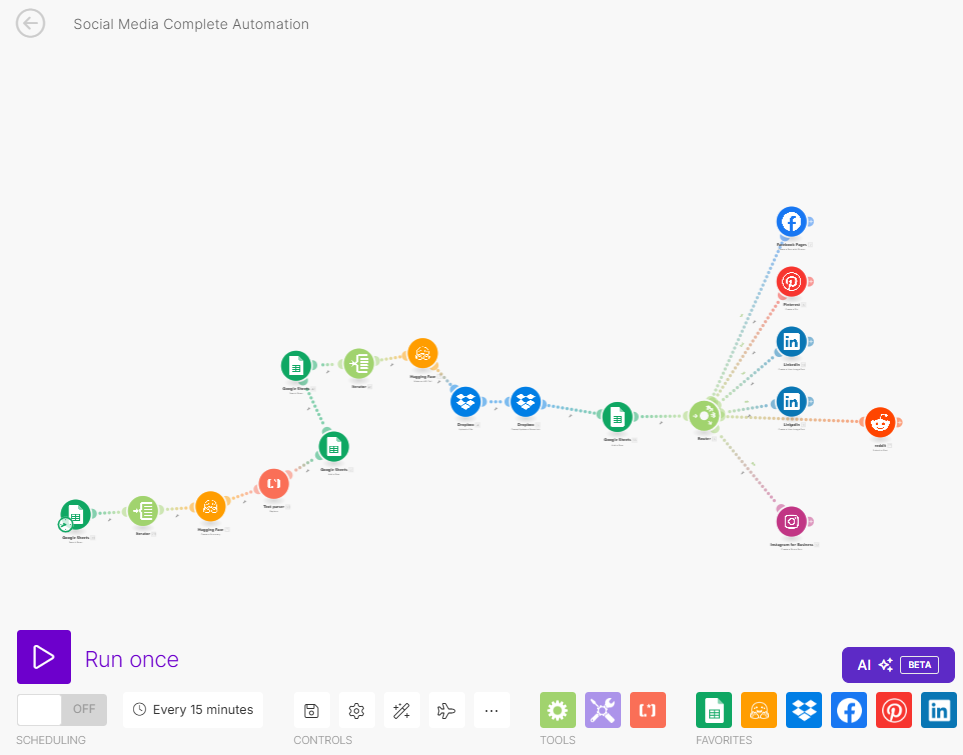 Social Media Complete Automation
Facebook Pages
Pinterest
LinkedIn
Hugging Face
Google Sheets
Iterator
Dropbox
Dropbox
LinkedIn
Google Sheets
Router
reddit
Google Sheets
Text parser
Google Sheets
Iterator
Hugging Face
Instagram for Business
Run once
AI BETA
OFF
Every 15 minutes
SCHEDULING
CONTROLS
TOOLS
FAVORITES